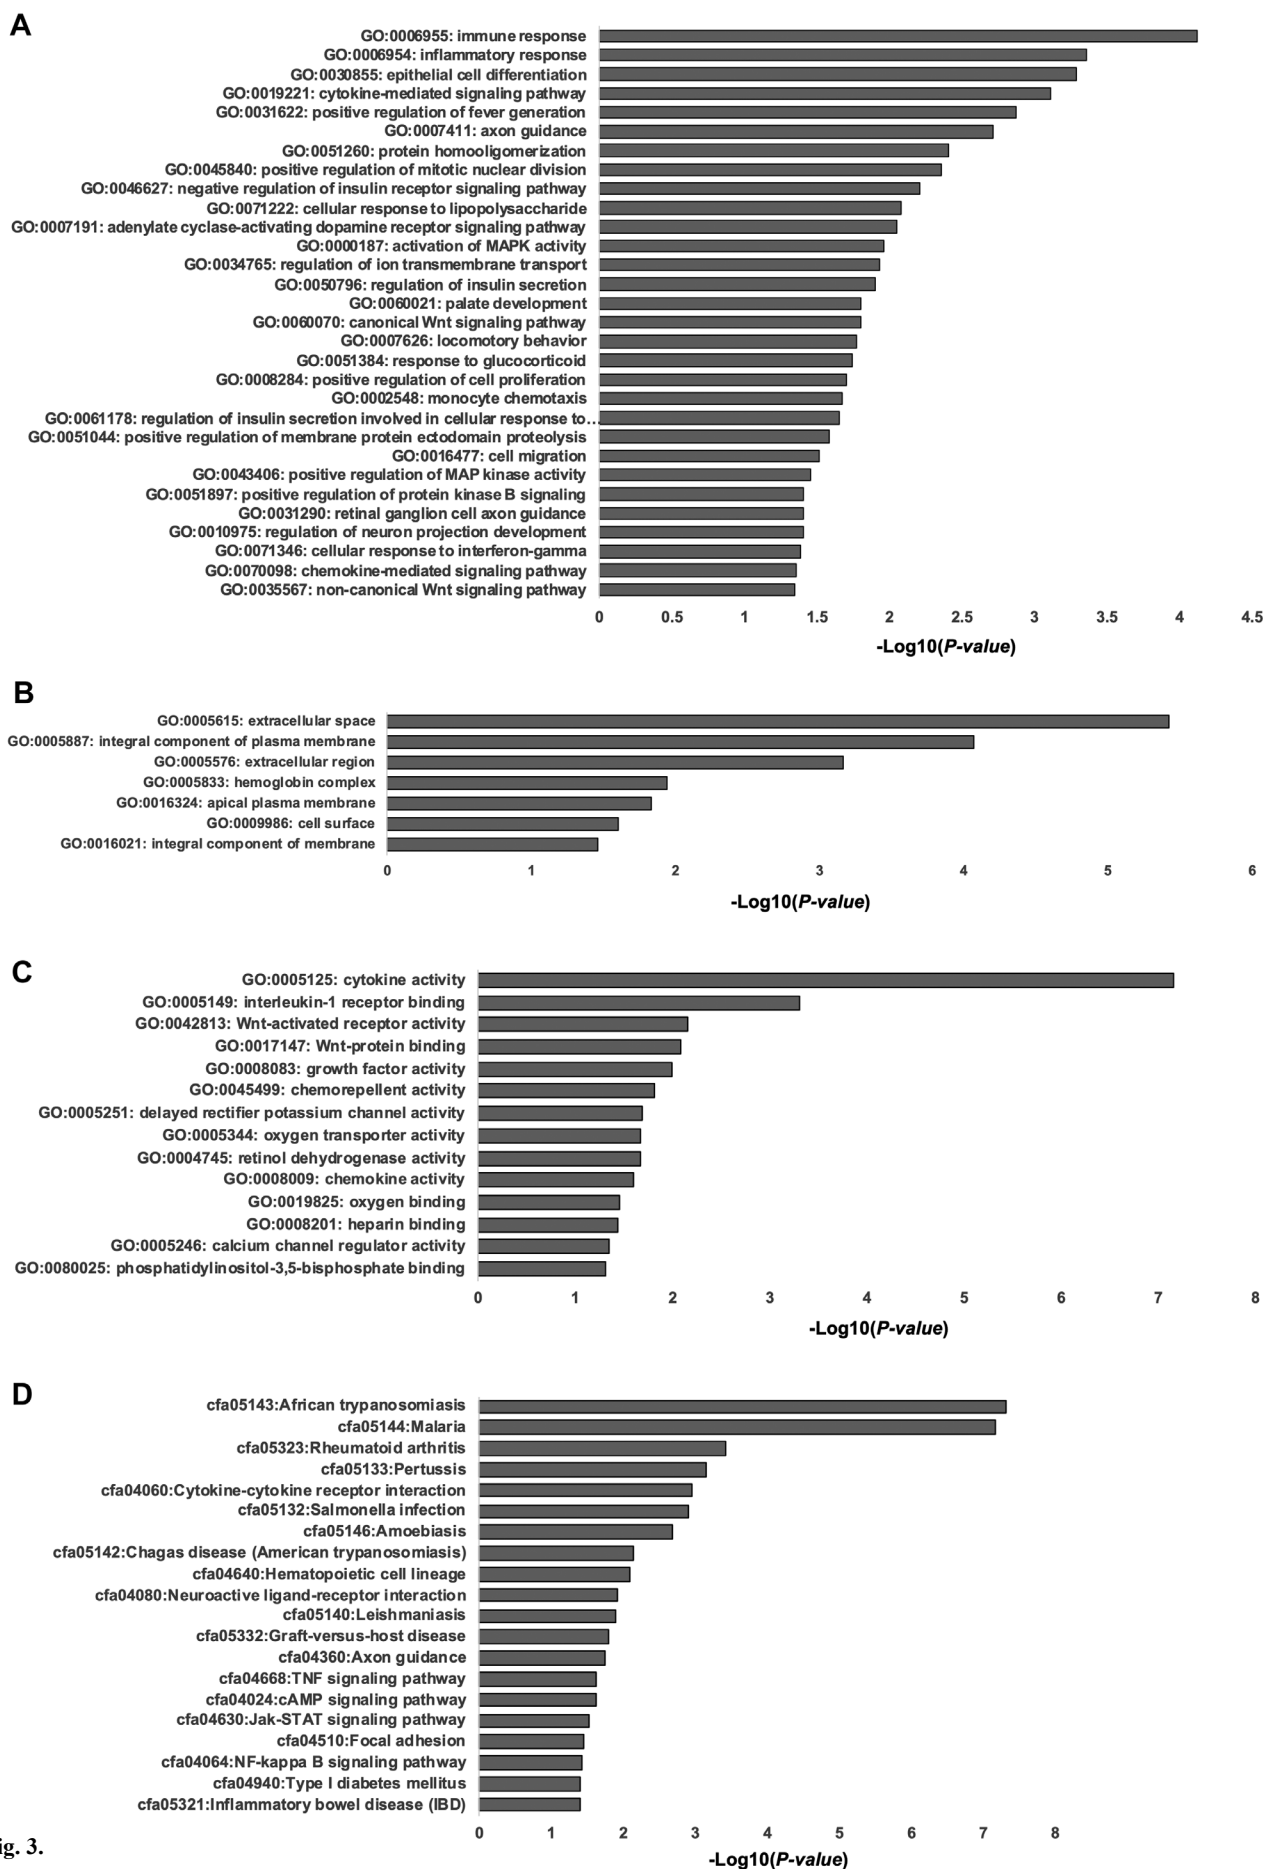 A
GO:0006955: immune response
GO:0006954: inflammatory response
GO:0030855: epithelial cell differentiation
GO:0019221: cytokine-mediated signaling pathway
GO:0031622: positive regulation of fever generation
GO:0007411: axon guidance
GO:0051260: protein homooligomerization
GO:0045840: positive regulation of mitotic nuclear division
GO:0046627: negative regulation of insulin receptor signaling pathway
GO:0071222: cellular response to lipopolysaccharide
GO:0007191: adenylate cyclase-activating dopamine receptor signaling pathway
GO:0000187: activation of MAPK activity
GO:0034765: regulation of ion transmembrane transport
GO:0050796: regulation of insulin secretion
GO:0060021: palate development
GO:0060070: canonical Wnt signaling pathway
GO:0007626: locomotory behavior
GO:0051384: response to glucocorticoid
GO:0008284: positive regulation of cell proliferation
GO:0002548: monocyte chemotaxis
GO:0061178: regulation of insulin secretion involved in cellular response to…
GO:0051044: positive regulation of membrane protein ectodomain proteolysis
GO:0016477: cell migration
GO:0043406: positive regulation of MAP kinase activity
GO:0051897: positive regulation of protein kinase B signaling
GO:0031290: retinal ganglion cell axon guidance
GO:0010975: regulation of neuron projection development
GO:0071346: cellular response to interferon-gamma
GO:0070098: chemokine-mediated signaling pathway
GO:0035567: non-canonical Wnt signaling pathway
0 0.5 1 1.5 2 2.5 3 3.5 4 4.5
-Log10(P-value)
B
GO:0005615: extracellular space
GO:0005887: integral component of plasma membrane
GO:0005576: extracellular region
GO:0005833: hemoglobin complex
GO:0016324: apical plasma membrane
GO:0009986: cell surface
GO:0016021: integral component of membrane
0 1 2 3 4 5 6
-Log10(P-value)
C
GO:0005125: cytokine activity
GO:0005149: interleukin-1 receptor binding
GO:0042813: Wnt-activated receptor activity
GO:0017147: Wnt-protein binding
GO:0008083: growth factor activity
GO:0045499: chemorepellent activity
GO:0005251: delayed rectifier potassium channel activity
GO:0005344: oxygen transporter activity
GO:0004745: retinol dehydrogenase activity
GO:0008009: chemokine activity
GO:0019825: oxygen binding
GO:0008201: heparin binding
GO:0005246: calcium channel regulator activity
GO:0080025: phosphatidylinositol-3,5-bisphosphate binding
0 1 2 3 4 5 6 7 8
-Log10(P-value)
D
cfa05143:African trypanosomiasis
cfa05144:Malaria
cfa05323:Rheumatoid arthritis
cfa05133:Pertussis
cfa04060:Cytokine-cytokine receptor interaction
cfa05132:Salmonella infection
cfa05146:Amoebiasis
cfa05142:Chagas disease (American trypanosomiasis)
cfa04640:Hematopoietic cell lineage
cfa04080:Neuroactive ligand-receptor interaction
cfa05140:Leishmaniasis
cfa05332:Graft-versus-host disease
cfa04360:Axon guidance
cfa04668:TNF signaling pathway
cfa04024:cAMP signaling pathway
cfa04630:Jak-STAT signaling pathway
cfa04510:Focal adhesion
cfa04064:NF-kappa B signaling pathway
cfa04940:Type I diabetes mellitus
cfa05321:Inflammatory bowel disease (IBD)
0 1 2 3 4 5 6 7 8
-Log10(P-value)
ig. 3.